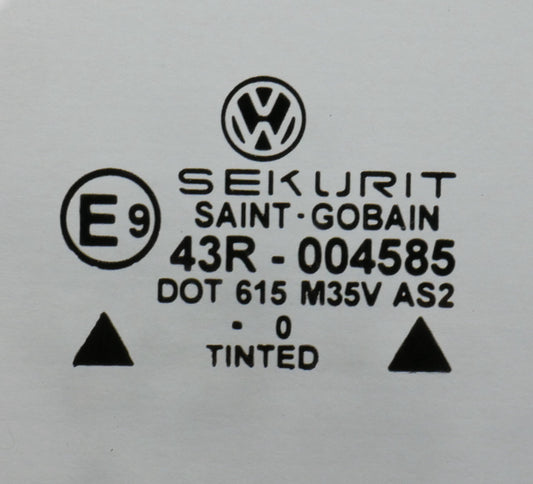 SEKURIT
E9
SAINT·GOBAIN
43R - 004585
DOT 615 M35V AS2
· 0
TINTED